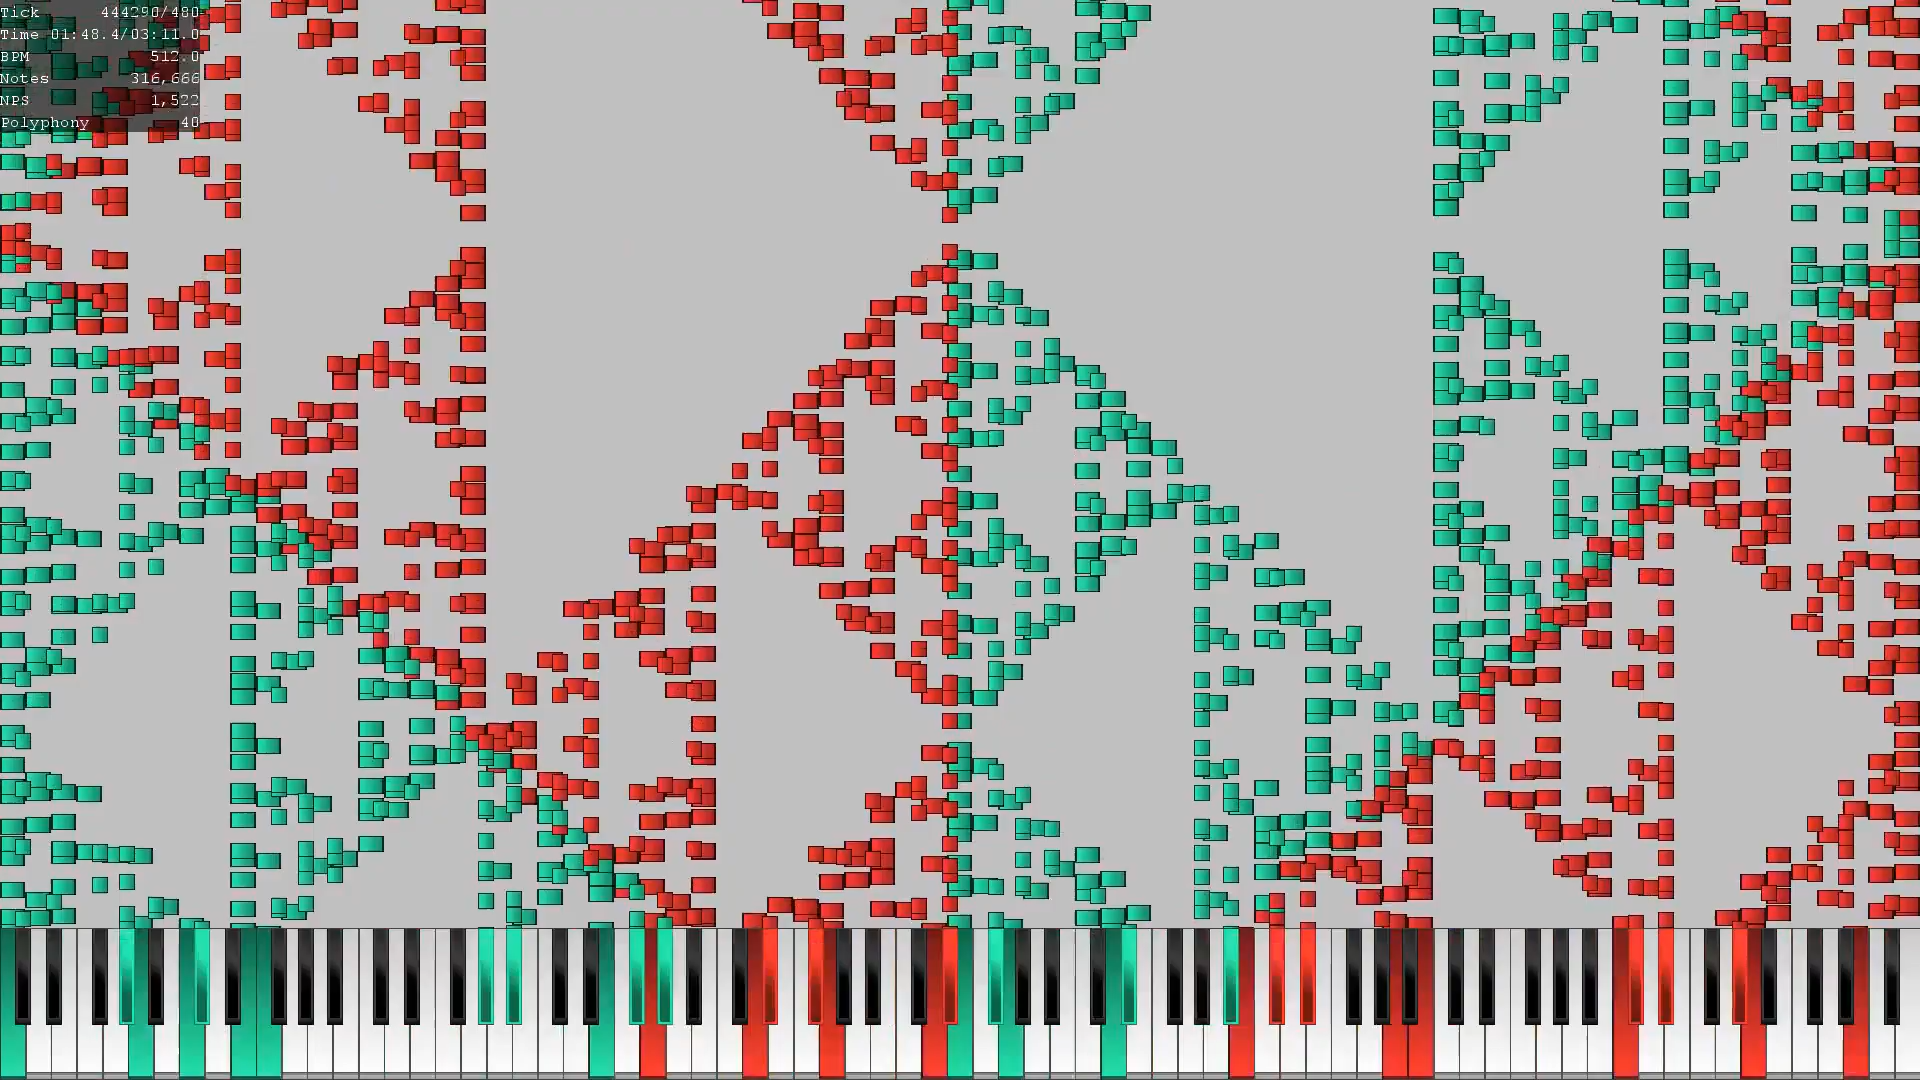 Tick 444290/480
Time 01:48.4/03:11.0
BPM 512.0
Notes 316,666
NPS 1,522
Polyphony 40